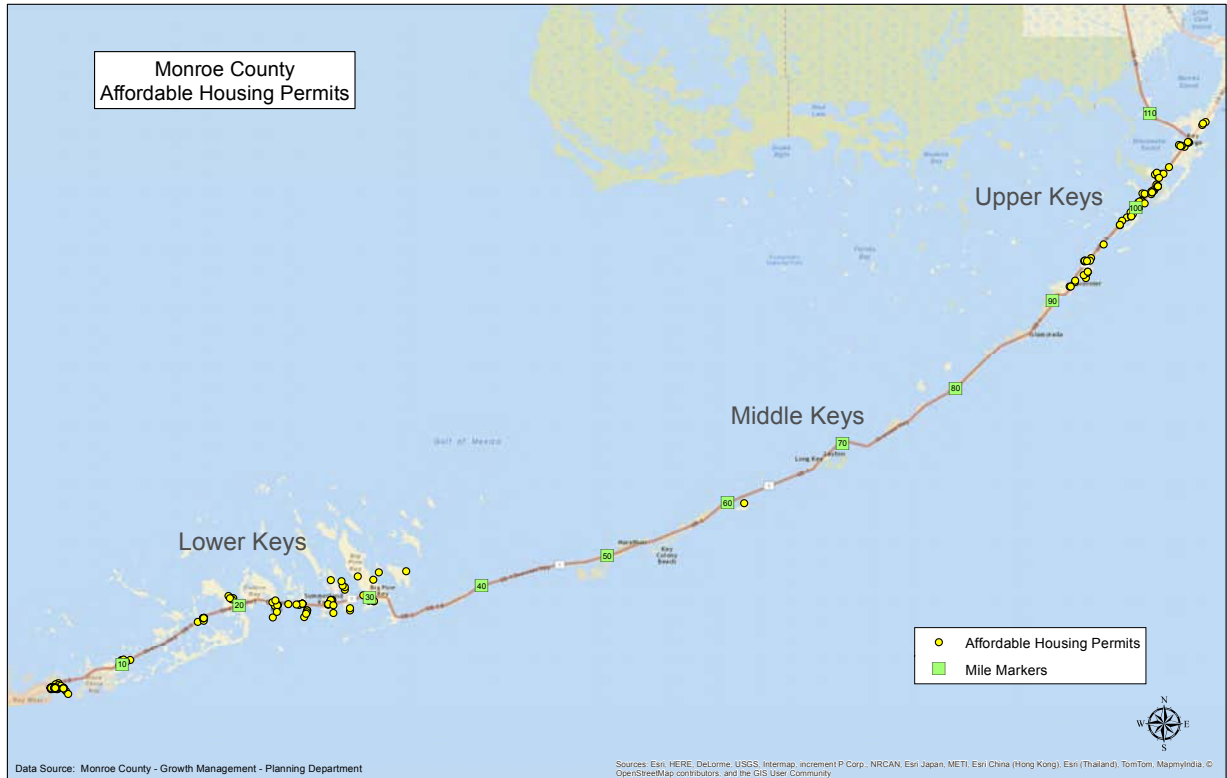 Monroe County
Affordable Housing Permits
110
Upper Keys
100
90
Islamorada
80
Middle Keys
70
Layton
Long Key
60
Gulf of Mexico
Lower Keys
Marathon
Key
Colony
Beach
50
40
Big Pine
Key
30
20
10
Key West
Affordable Housing Permits
Mile Markers
N
W
E
S
Data Source: Monroe County - Growth Management - Planning Department
Sources: Esri, HERE, DeLorme, USGS, Intermap, increment P Corp., NRCAN, Esri Japan, METI, Esri China (Hong Kong), Esri (Thailand), TomTom, MapmyIndia, ©
OpenStreetMap contributors, and the GIS User Community